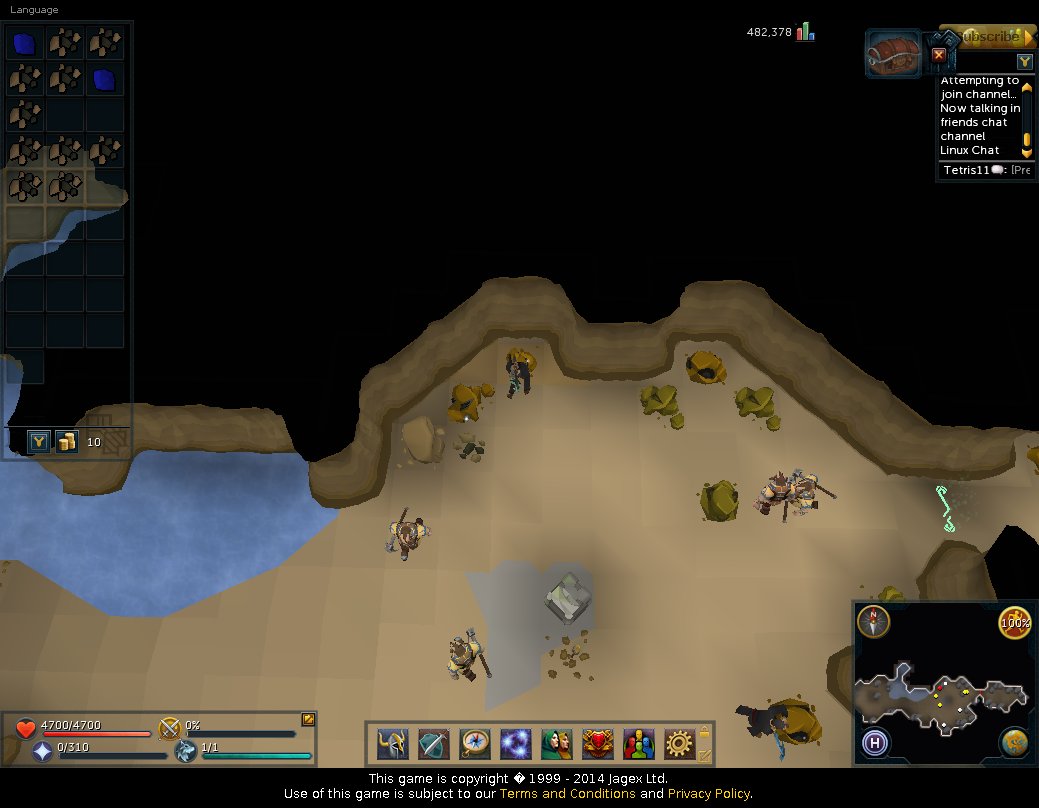 Language
482,378
ubscribe
Attempting to
join channel...
Now talking in
friends chat
channel
Linux Chat
Tetris11: [Pre
10
N
100%
H
4700/4700
0%
0/310
1/1
This game is copyright � 1999 - 2014 Jagex Ltd.
Use of this game is subject to our Terms and Conditions and Privacy Policy.